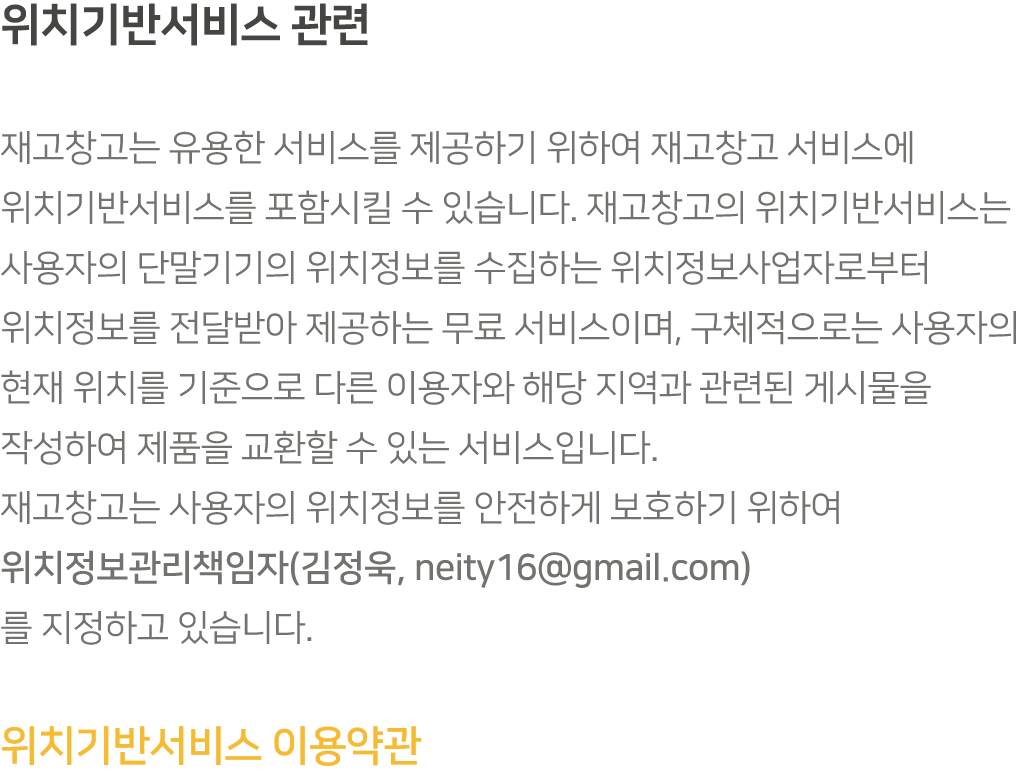 위치기반서비스 관련
재고창고는 유용한 서비스를 제공하기 위하여 재고창고 서비스에
위치기반서비스를 포함시킬 수 있습니다. 재고창고의 위치기반서비스는
사용자의 단말기기의 위치정보를 수집하는 위치정보사업자로부터
위치정보를 전달받아 제공하는 무료 서비스이며, 구체적으로는 사용자의
현재 위치를 기준으로 다른 이용자와 해당 지역과 관련된 게시물을
작성하여 제품을 교환할 수 있는 서비스입니다.
재고창고는 사용자의 위치정보를 안전하게 보호하기 위하여
위치정보관리책임자(김정욱, neity16@gmail.com)
를 지정하고 있습니다.
위치기반서비스 이용약관